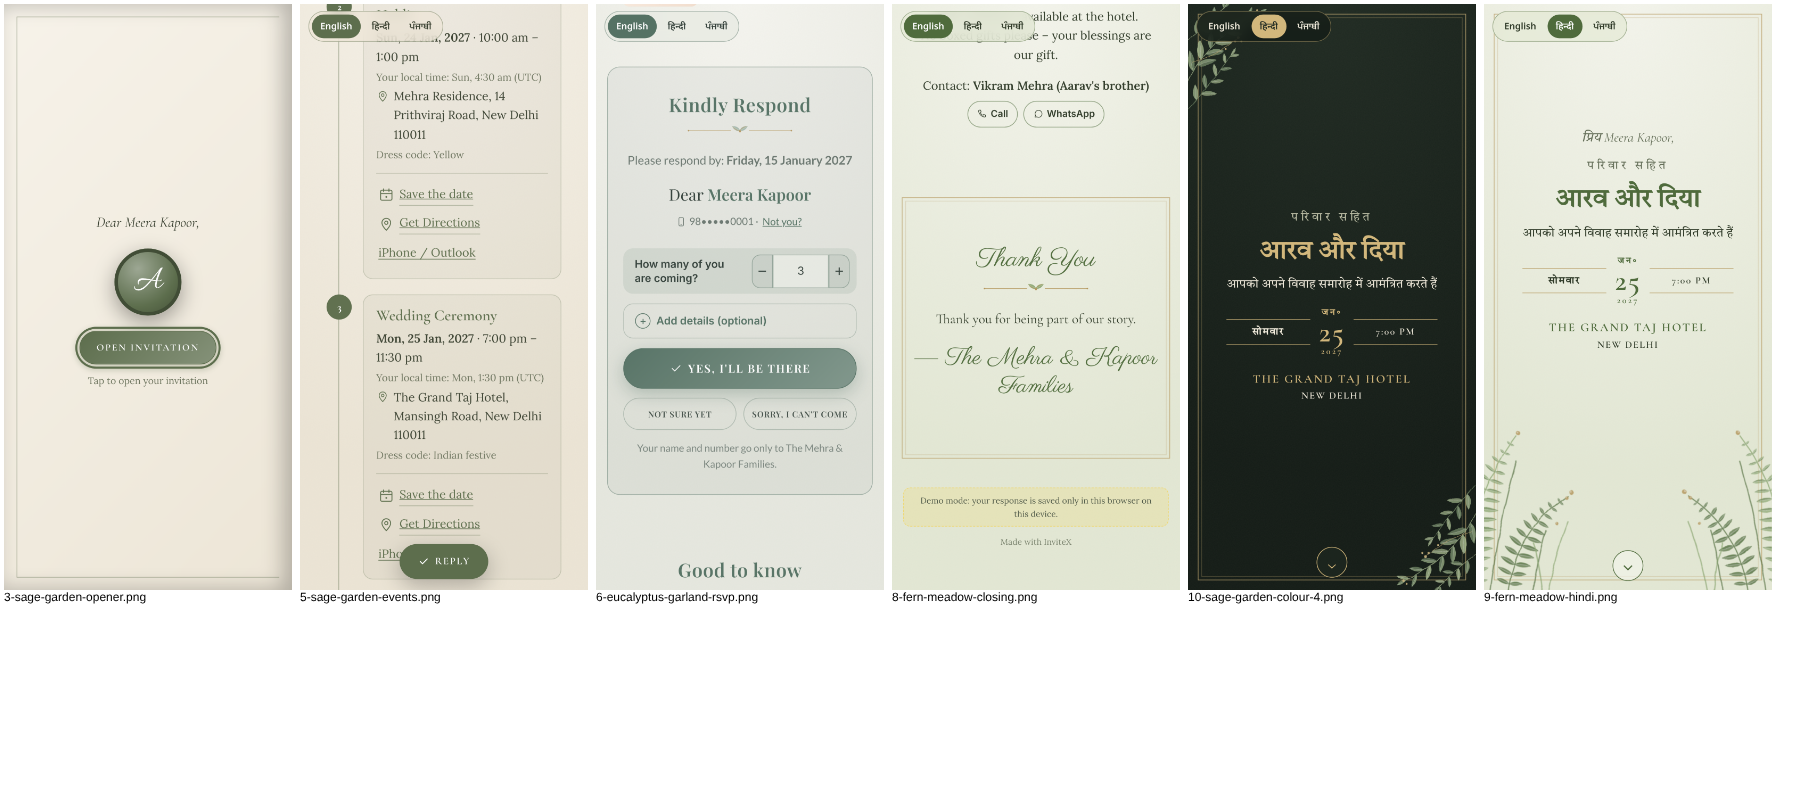 Dear Meera Kapoor,
A
OPEN INVITATION
Tap to open your invitation
3-sage-garden-opener.png
2
English हिन्दी ਪੰਜਾਬੀ
Sun, 24 Jan, 2027 · 10:00 am –
1:00 pm
Your local time: Sun, 4:30 am (UTC)
Mehra Residence, 14
Prithviraj Road, New Delhi
110011
Dress code: Yellow
Save the date
Get Directions
iPhone / Outlook
3
Wedding Ceremony
Mon, 25 Jan, 2027 · 7:00 pm –
11:30 pm
Your local time: Mon, 1:30 pm (UTC)
The Grand Taj Hotel,
Mansingh Road, New Delhi
110011
Dress code: Indian festive
Save the date
Get Directions
iPho
✓ REPLY
5-sage-garden-events.png
English हिन्दी ਪੰਜਾਬੀ
Kindly Respond
Please respond by: Friday, 15 January 2027
Dear Meera Kapoor
98•••••0001 · Not you?
How many of you
are coming?
− 3 +
+ Add details (optional)
✓ YES, I'LL BE THERE
NOT SURE YET
SORRY, I CAN'T COME
Your name and number go only to The Mehra &
Kapoor Families.
Good to know
6-eucalyptus-garland-rsvp.png
English हिन्दी ਪੰਜਾਬੀ
vailable at the hotel.
– your blessings are
our gift.
Contact: Vikram Mehra (Aarav's brother)
Call
WhatsApp
Thank You
Thank you for being part of our story.
— The Mehra & Kapoor
Families
Demo mode: your response is saved only in this browser on
this device.
Made with InviteX
8-fern-meadow-closing.png
English हिन्दी ਪੰਜਾਬੀ
परिवार सहित
आरव और दिया
आपको अपने विवाह समारोह में आमंत्रित करते हैं
जन॰
सोमवार 25 7:00 PM
2027
THE GRAND TAJ HOTEL
NEW DELHI
10-sage-garden-colour-4.png
English हिन्दी ਪੰਜਾਬੀ
प्रिय Meera Kapoor,
परिवार सहित
आरव और दिया
आपको अपने विवाह समारोह में आमंत्रित करते हैं
जन॰
सोमवार 25 7:00 PM
2027
THE GRAND TAJ HOTEL
NEW DELHI
9-fern-meadow-hindi.png